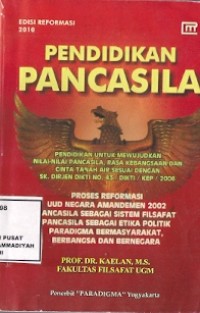 EDISI REFORMASI
2010
PENDIDIKAN
PANCASILA
PENDIDIKAN UNTUK MEWUJUDKAN
NILAI-NILAI PANCASILA, RASA KEBANGSAAN DAN
CINTA TANAH AIR SESUAI DENGAN
SK. DIRJEN DIKTI NO. 43 / DIKTI / KEP / 2006
PROSES REFORMASI
UUD NEGARA AMANDEMEN 2002
PANCASILA SEBAGAI SISTEM FILSAFAT
PANCASILA SEBAGAI ETIKA POLITIK
PARADIGMA BERMASYARAKAT,
BERBANGSA DAN BERNEGARA
PUSAT
PROF. DR. KAELAN, M.S.
FAKULTAS FILSAFAT UGM
Penerbit "PARADIGMA" Yogyakarta